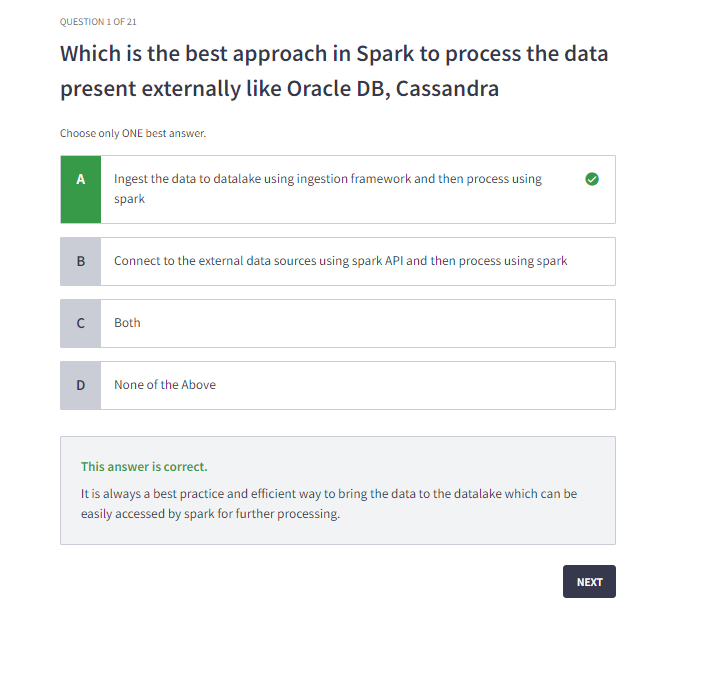 QUESTION 1 OF 21
Which is the best approach in Spark to process the data
present externally like Oracle DB, Cassandra
Choose only ONE best answer.
A
Ingest the data to datalake using ingestion framework and then process using
spark
B
Connect to the external data sources using spark API and then process using spark
C
Both
D
None of the Above
This answer is correct.
It is always a best practice and efficient way to bring the data to the datalake which can be
easily accessed by spark for further processing.
NEXT